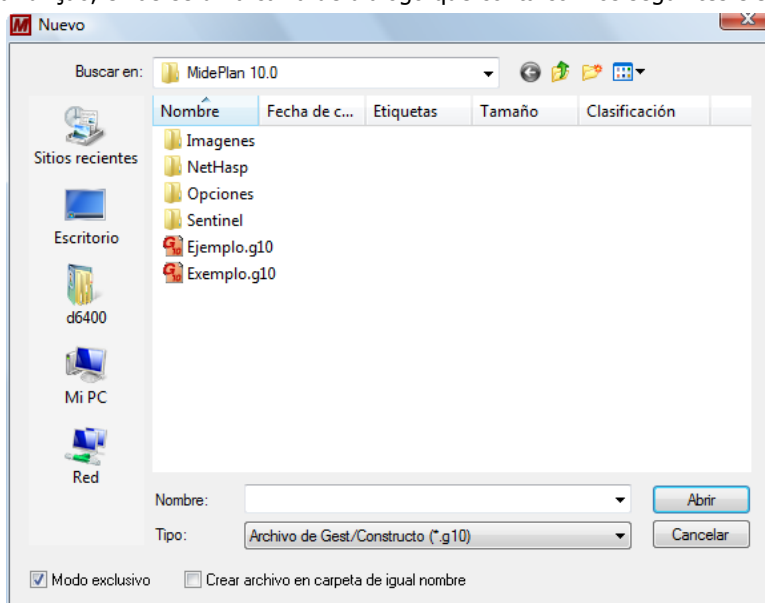 Nuevo
Buscar en: MidePlan 10.0
Nombre Fecha de c... Etiquetas Tamaño Clasificación
Imagenes
NetHasp
Opciones
Sentinel
Ejemplo.g10
Exemplo.g10
Sitios recientes
Escritorio
d6400
Mi PC
Red
Nombre: Abrir
Tipo: Archivo de Gest/Constructo (*.g10) Cancelar
Modo exclusivo Crear archivo en carpeta de igual nombre